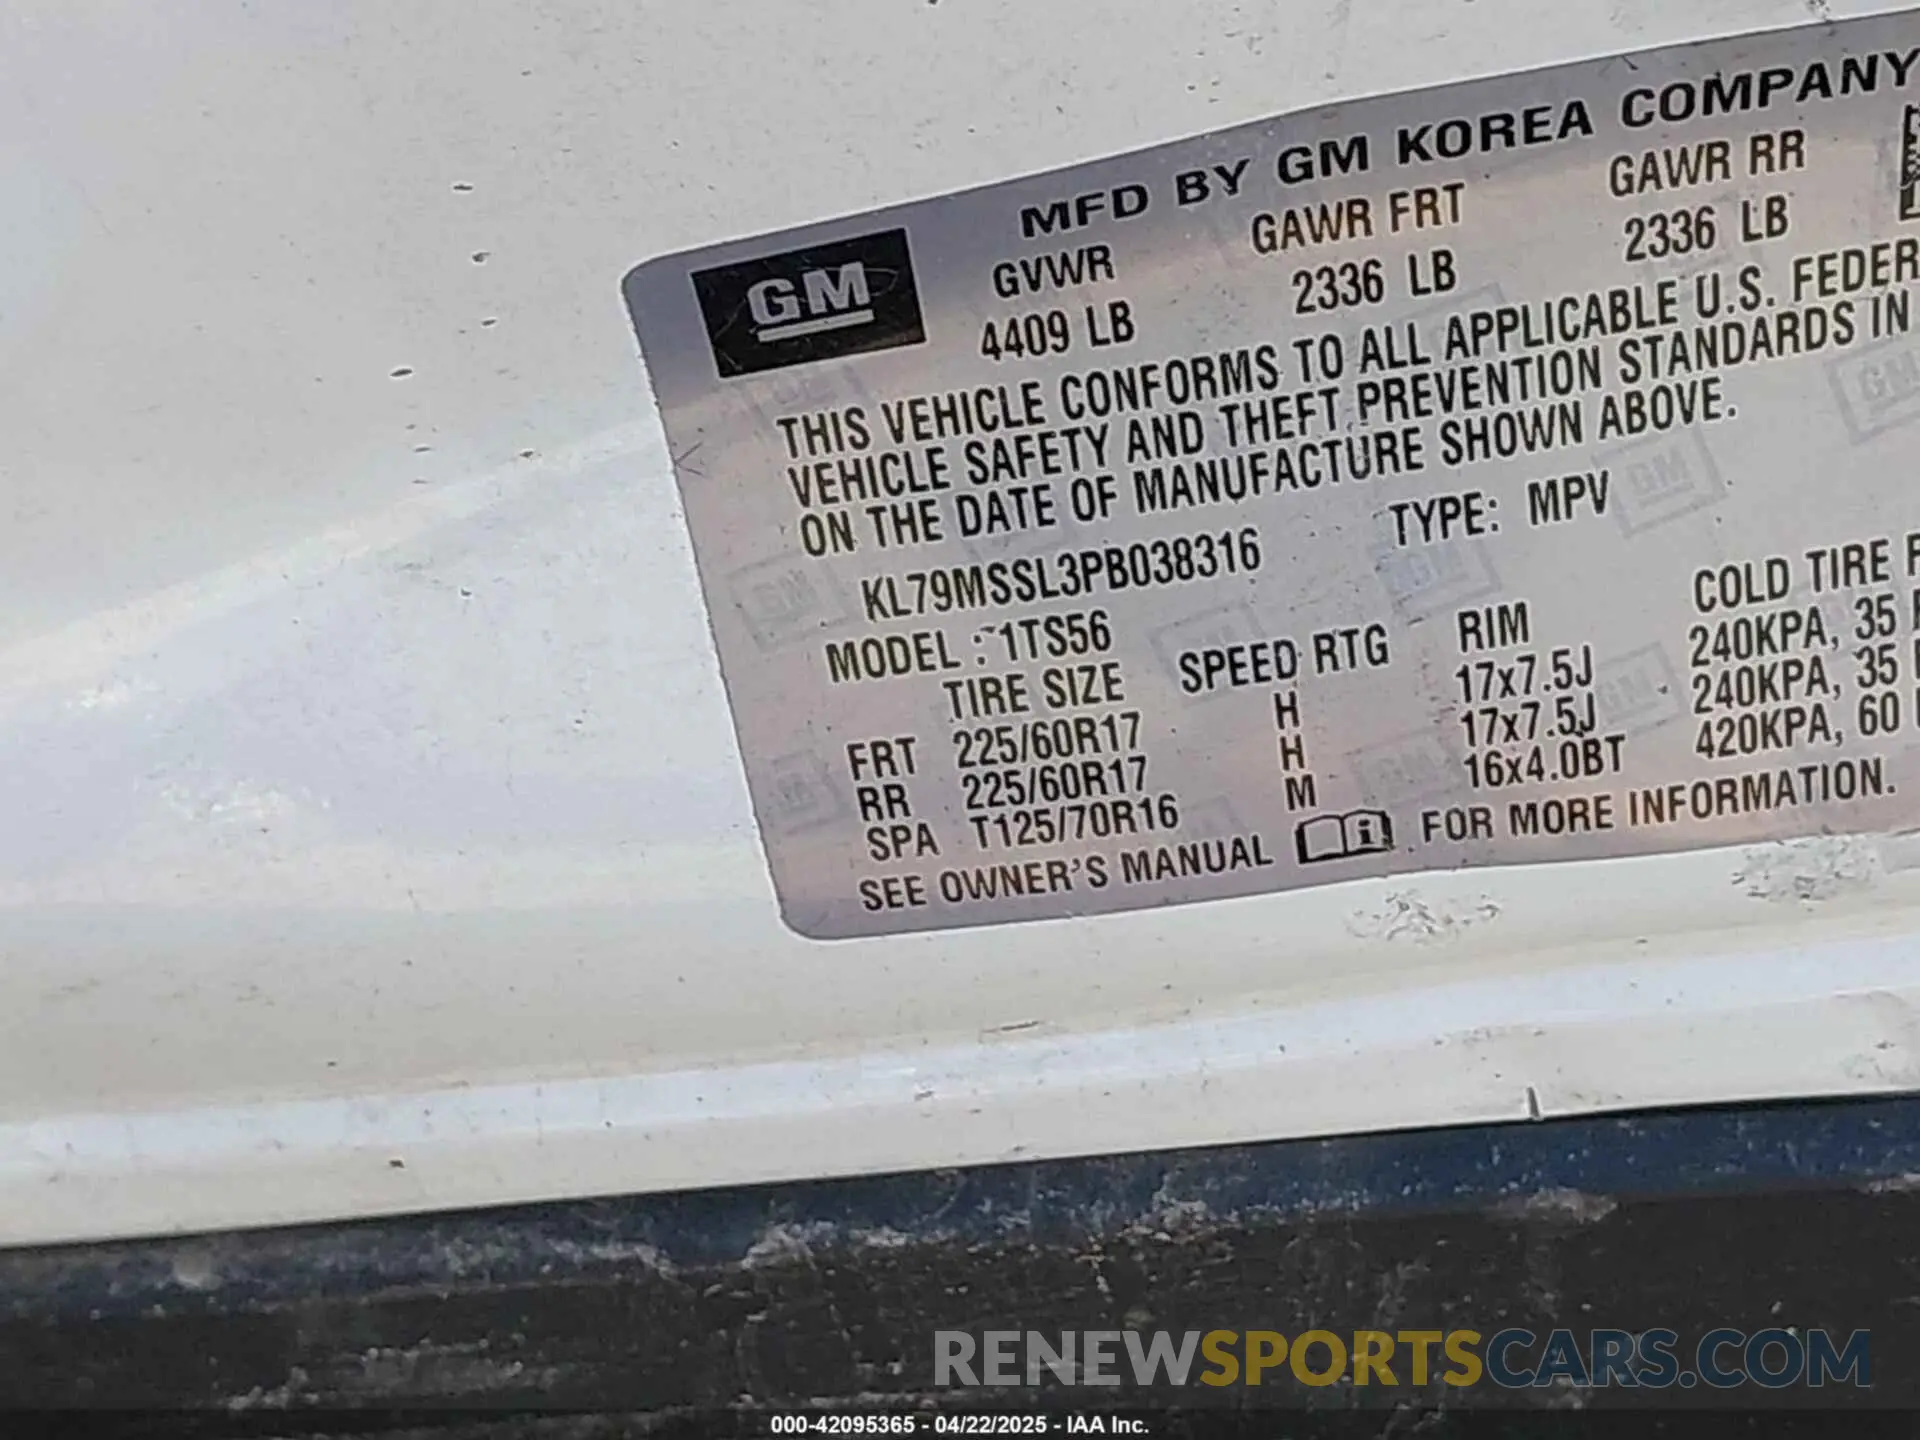 MFD BY GM KOREA COMPANY
GM
GVWR GAWR FRT GAWR RR
4409 LB 2336 LB 2336 LB
THIS VEHICLE CONFORMS TO ALL APPLICABLE U.S. FEDER
VEHICLE SAFETY AND THEFT PREVENTION STANDARDS IN
ON THE DATE OF MANUFACTURE SHOWN ABOVE.
KL79MSSL3PB038316 TYPE: MPV
MODEL : 1TS56
TIRE SIZE SPEED RTG RIM COLD TIRE
FRT 225/60R17 H 17x7.5J 240KPA, 35
RR 225/60R17 H 17x7.5J 240KPA, 35
SPA T125/70R16 M 16x4.0BT 420KPA, 60
SEE OWNER'S MANUAL FOR MORE INFORMATION.
RENEWSPORTSCARS.COM
000-42095365 - 04/22/2025 - IAA Inc.